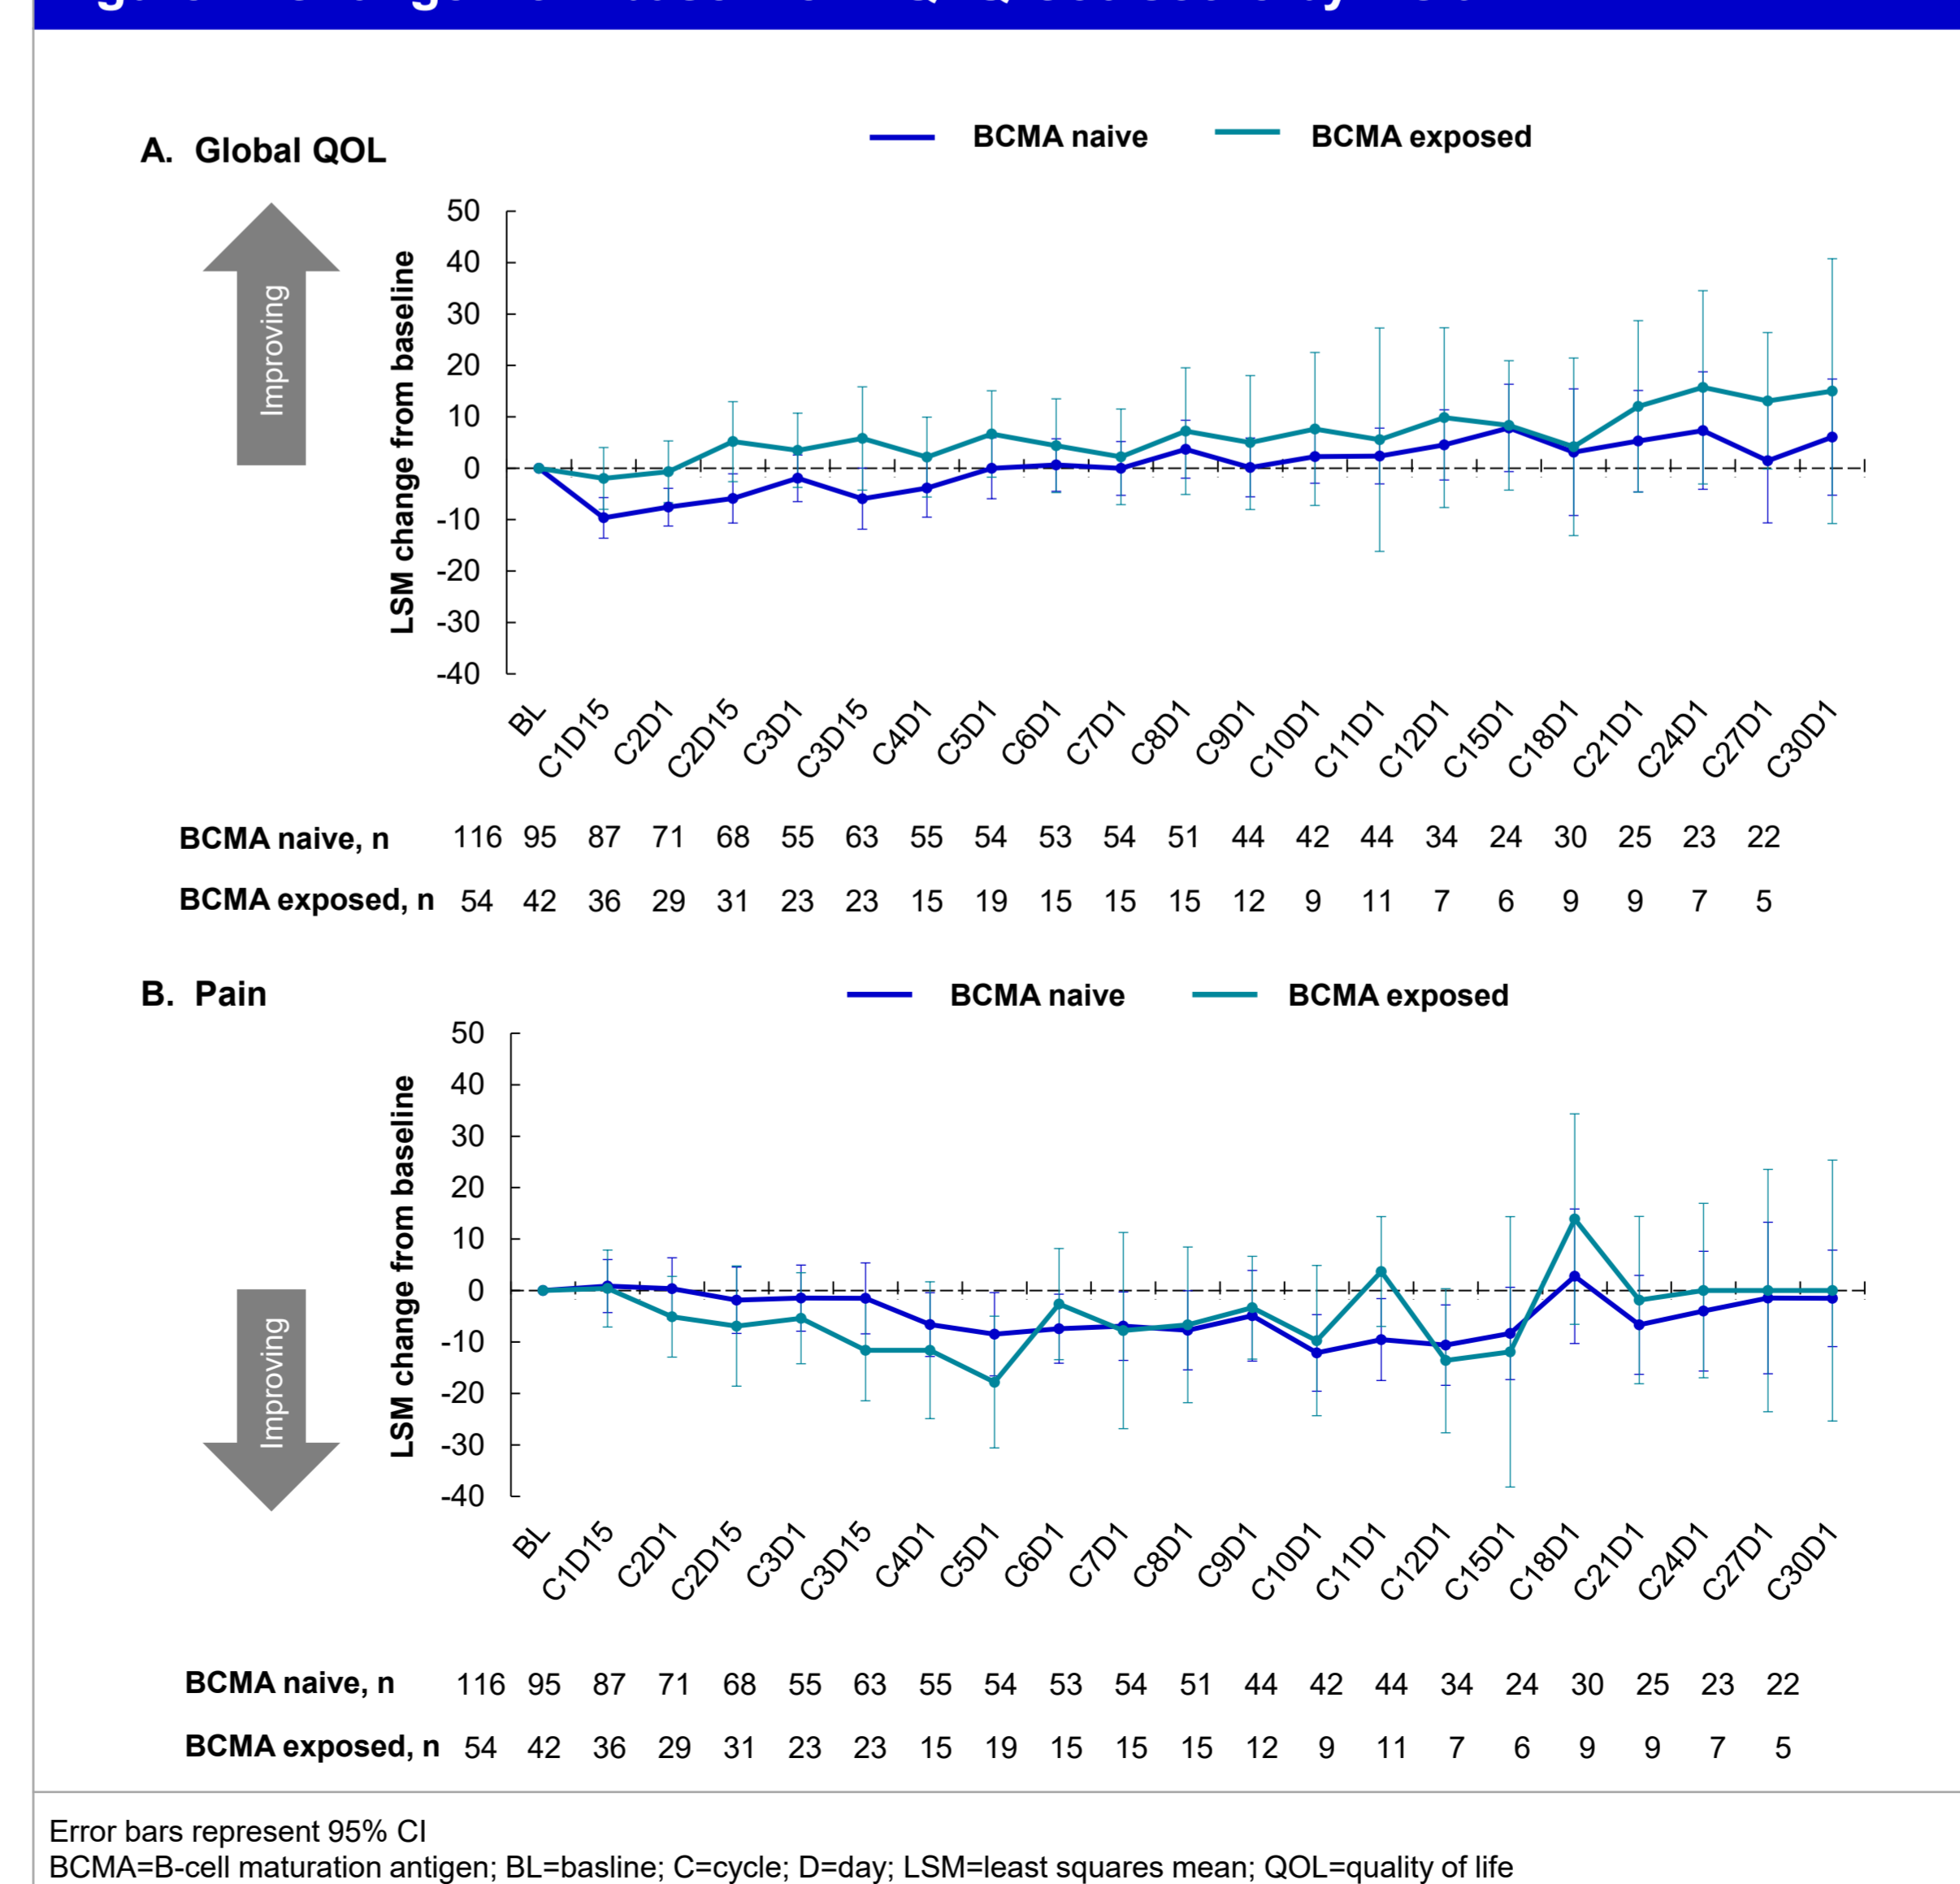 A. Global QOL
BCMA naive BCMA exposed
Improving
LSM change from baseline
50
40
30
20
10
0
-10
-20
-30
-40
BL C1D15 C2D1 C2D15 C3D1 C3D15 C4D1 C5D1 C6D1 C7D1 C8D1 C9D1 C10D1 C11D1 C12D1 C15D1 C18D1 C21D1 C24D1 C27D1 C30D1
BCMA naive, n 116 95 87 71 68 55 63 55 54 53 54 51 44 42 44 34 24 30 25 23 22
BCMA exposed, n 54 42 36 29 31 23 23 15 19 15 15 15 12 9 11 7 6 9 9 7 5
B. Pain
BCMA naive BCMA exposed
Improving
LSM change from baseline
50
40
30
20
10
0
-10
-20
-30
-40
BL C1D15 C2D1 C2D15 C3D1 C3D15 C4D1 C5D1 C6D1 C7D1 C8D1 C9D1 C10D1 C11D1 C12D1 C15D1 C18D1 C21D1 C24D1 C27D1 C30D1
BCMA naive, n 116 95 87 71 68 55 63 55 54 53 54 51 44 42 44 34 24 30 25 23 22
BCMA exposed, n 54 42 36 29 31 23 23 15 19 15 15 15 12 9 11 7 6 9 9 7 5
Error bars represent 95% CI
BCMA=B-cell maturation antigen; BL=basline; C=cycle; D=day; LSM=least squares mean; QOL=quality of life